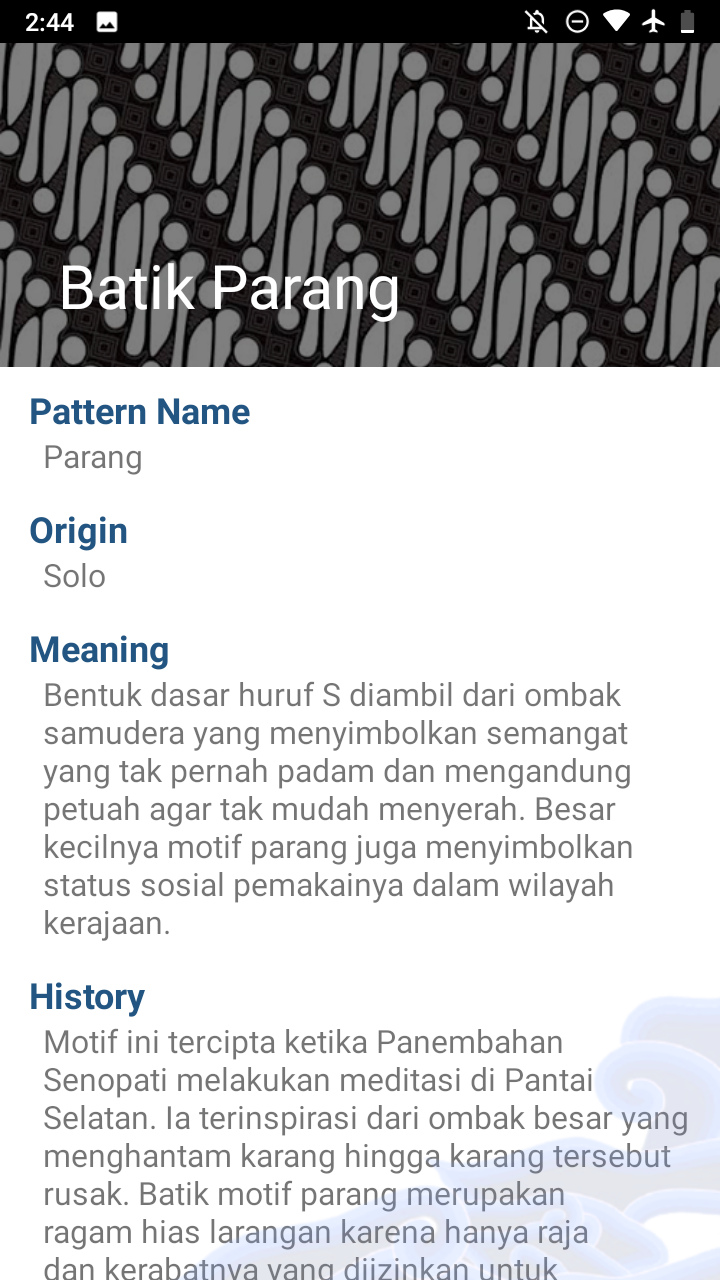 2:44
Batik Parang
Pattern Name
Parang
Origin
Solo
Meaning
Bentuk dasar huruf S diambil dari ombak
samudera yang menyimbolkan semangat
yang tak pernah padam dan mengandung
petuah agar tak mudah menyerah. Besar
kecilnya motif parang juga menyimbolkan
status sosial pemakainya dalam wilayah
kerajaan.
History
Motif ini tercipta ketika Panembahan
Senopati melakukan meditasi di Pantai
Selatan. Ia terinspirasi dari ombak besar yang
menghantam karang hingga karang tersebut
rusak. Batik motif parang merupakan
ragam hias larangan karena hanya raja
dan kerabatnya yang diizinkan untuk